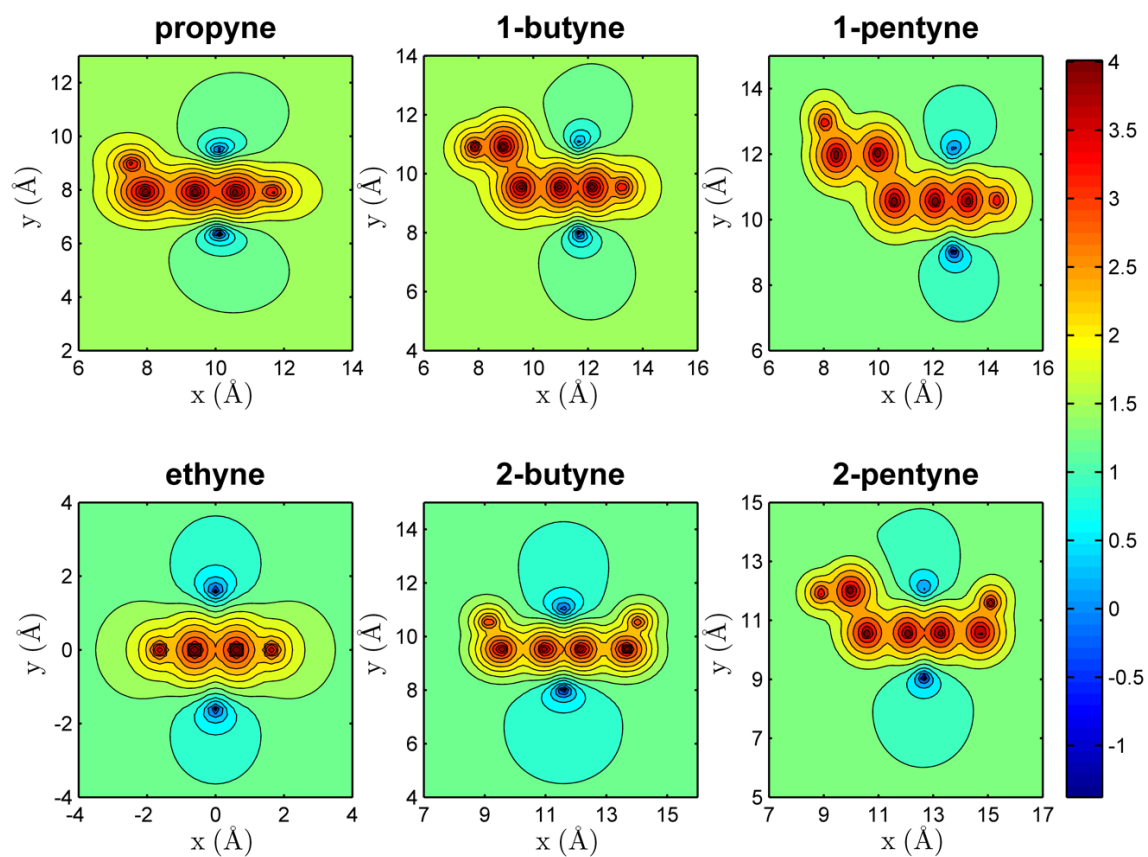 propyne
1-butyne
1-pentyne
12
10
8
6
4
2
y (Å)
6 8 10 12 14
x (Å)
14
12
10
8
6
4
y (Å)
6 8 10 12 14 16
x (Å)
14
12
10
8
6
y (Å)
6 8 10 12 14 16
x (Å)
4
3.5
3
2.5
2
1.5
1
0.5
0
-0.5
-1
ethyne
2-butyne
2-pentyne
4
2
0
-2
-4
y (Å)
-4 -2 0 2 4
x (Å)
14
12
10
8
6
4
y (Å)
7 9 11 13 15 17
x (Å)
15
13
11
9
7
5
y (Å)
7 9 11 13 15 17
x (Å)